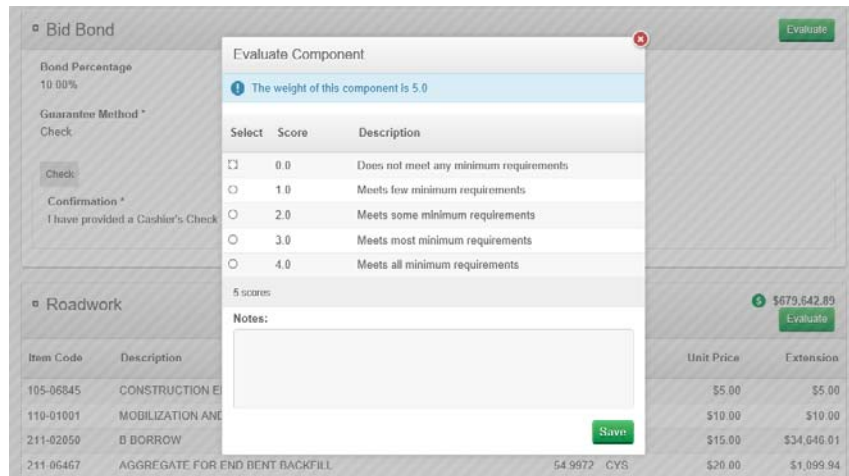 Bid Bond
Evaluate
Bond Percentage
10.00%
Guarantee Method *
Check
Check
Confirmation *
I have provided a Cashier's Check
Evaluate Component
The weight of this component is 5.0
Select Score Description
0.0 Does not meet any minimum requirements
1.0 Meets few minimum requirements
2.0 Meets some minimum requirements
3.0 Meets most minimum requirements
4.0 Meets all minimum requirements
5 scores
Notes:
Save
Roadwork
$679,642.89
Evaluate
Item Code Description Unit Price Extension
105-06845 CONSTRUCTION E $5.00 $5.00
110-01001 MOBILIZATION AND $10.00 $10.00
211-02050 B BORROW $15.00 $34,646.01
211-06467 AGGREGATE FOR END BENT BACKFILL 54.9972 CYS $20.00 $1,099.94